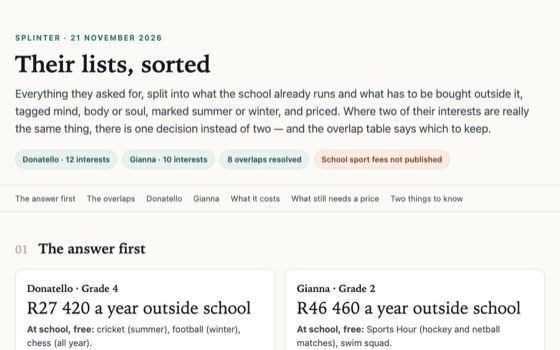 SPLINTER · 21 NOVEMBER 2026
Their lists, sorted
Everything they asked for, split into what the school already runs and what has to be bought outside it,
tagged mind, body or soul, marked summer or winter, and priced. Where two of their interests are really
the same thing, there is one decision instead of two — and the overlap table says which to keep.
Donatello · 12 interests
Gianna · 10 interests
8 overlaps resolved
School sport fees not published
The answer first
The overlaps
Donatello
Gianna
What it costs
What still needs a price
Two things to know
01 The answer first
Donatello · Grade 4
R27 420 a year outside school
At school, free: cricket (summer), football (winter),
chess (all year).
Gianna · Grade 2
R46 460 a year outside school
At school, free: Sports Hour (hockey and netball
matches), swim squad.